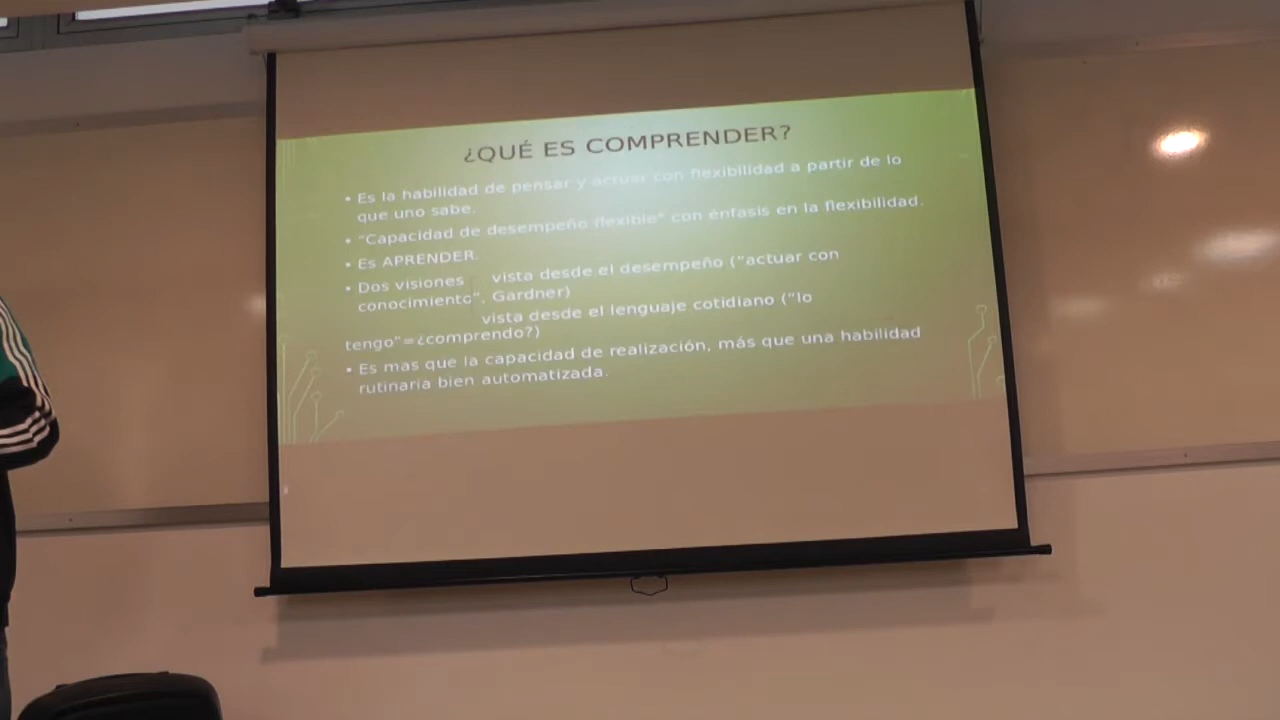 ¿QUÉ ES COMPRENDER?
• Es la habilidad de pensar y actuar con flexibilidad a partir de lo
que uno sabe.
• "Capacidad de desempeño flexible" con énfasis en la flexibilidad.
• Es APRENDER.
• Dos visiones vista desde el desempeño ("actuar con
conocimiento", Gardner)
vista desde el lenguaje cotidiano ("lo
tengo"=¿comprendo?)
• Es mas que la capacidad de realización, más que una habilidad
rutinaria bien automatizada.